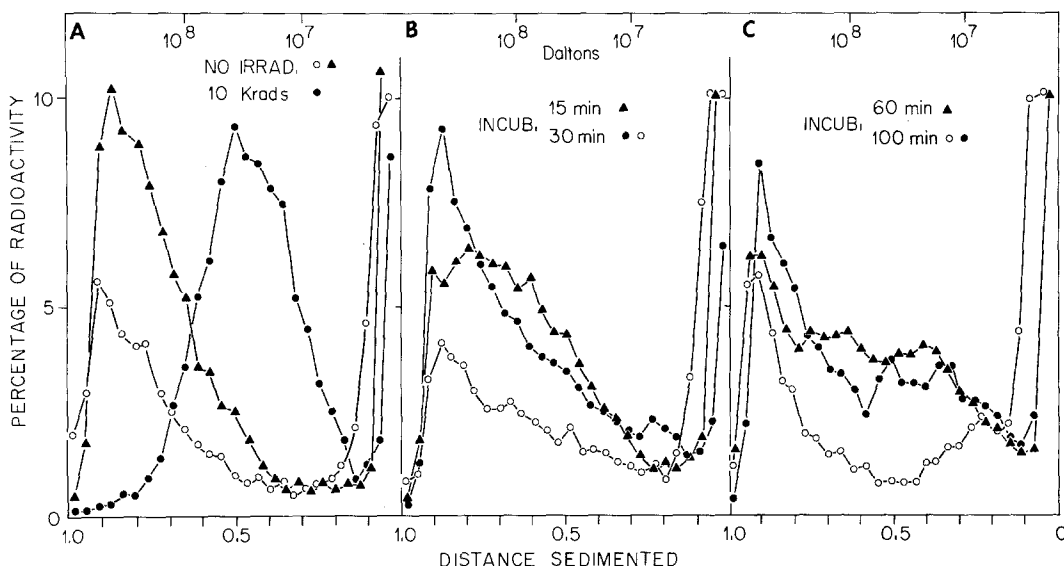 A 10⁸ 10⁷ B 10⁸ 10⁷ C 10⁸ 10⁷
Daltons
NO IRRAD. ○ ▲
10 Krads ●
INCUB.
15 min ▲
30 min ● ○
INCUB.
60 min ▲
100 min ○ ●
PERCENTAGE OF RADIOACTIVITY
10
5
0
1.0 0.5 1.0 0.5 1.0 0.5 0
DISTANCE SEDIMENTED